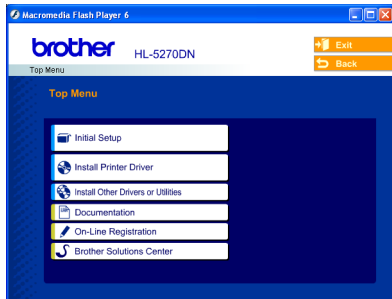 Macromedia Flash Player 6
brother HL-5270DN
Exit
Back
Top Menu
Top Menu
Initial Setup
Install Printer Driver
Install Other Drivers or Utilities
Documentation
On-Line Registration
Brother Solutions Center